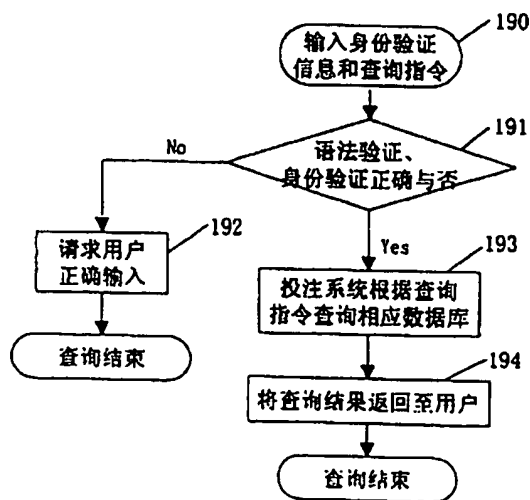 190
输入身份验证
信息和查询指令
191
语法验证、
身份验证正确与否
No
Yes
192
请求用户
正确输入
193
投注系统根据查询
指令查询相应数据库
查询结束
194
将查询结果返回至用户
查询结束